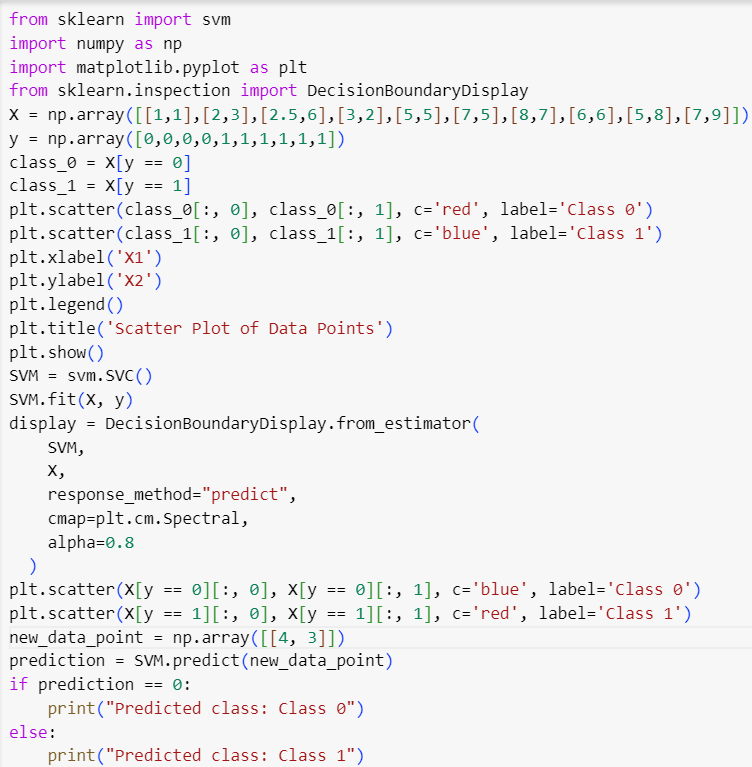 from sklearn import svm
import numpy as np
import matplotlib.pyplot as plt
from sklearn.inspection import DecisionBoundaryDisplay
X = np.array([[1,1],[2,3],[2.5,6],[3,2],[5,5],[7,5],[8,7],[6,6],[5,8],[7,9]])
y = np.array([0,0,0,0,1,1,1,1,1,1])
class_0 = X[y == 0]
class_1 = X[y == 1]
plt.scatter(class_0[:, 0], class_0[:, 1], c='red', label='Class 0')
plt.scatter(class_1[:, 0], class_1[:, 1], c='blue', label='Class 1')
plt.xlabel('X1')
plt.ylabel('X2')
plt.legend()
plt.title('Scatter Plot of Data Points')
plt.show()
SVM = svm.SVC()
SVM.fit(X, y)
display = DecisionBoundaryDisplay.from_estimator(
    SVM,
    X,
    response_method="predict",
    cmap=plt.cm.Spectral,
    alpha=0.8
  )
plt.scatter(X[y == 0][:, 0], X[y == 0][:, 1], c='blue', label='Class 0')
plt.scatter(X[y == 1][:, 0], X[y == 1][:, 1], c='red', label='Class 1')
new_data_point = np.array([[4, 3]])
prediction = SVM.predict(new_data_point)
if prediction == 0:
    print("Predicted class: Class 0")
else:
    print("Predicted class: Class 1")